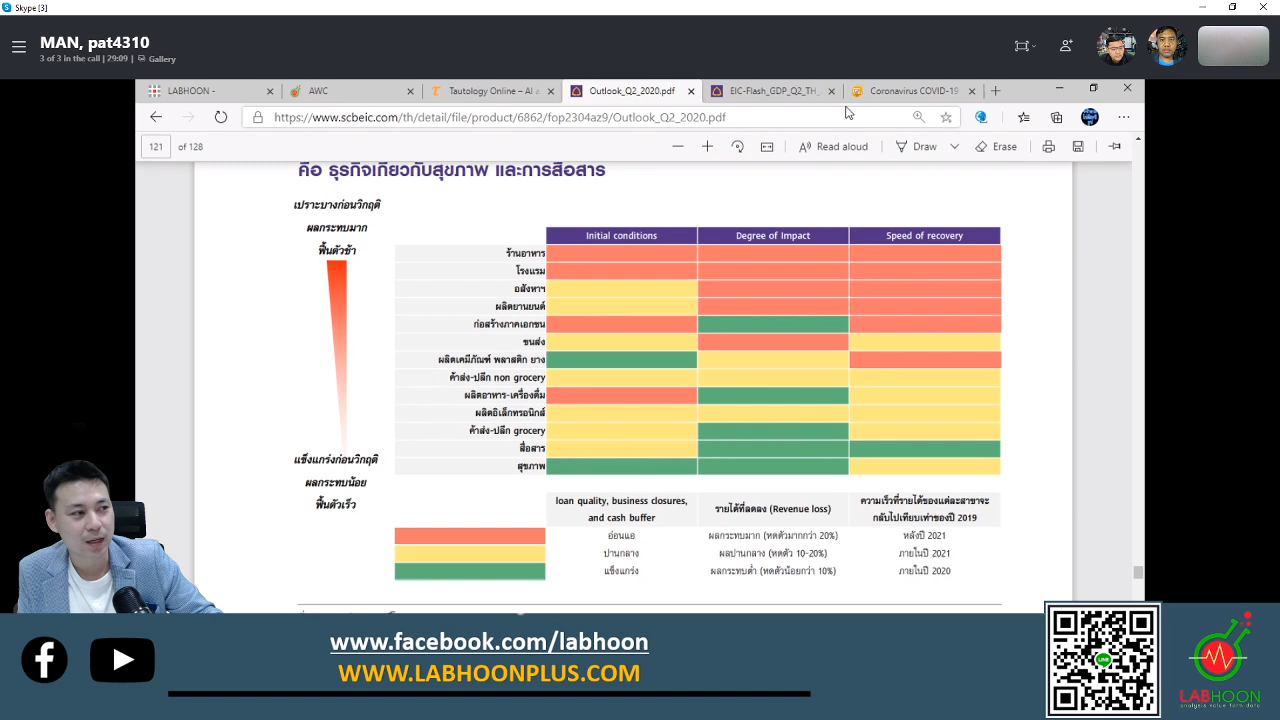 Skype [3]
MAN, pat4310
3 of 3 in the call | 29:09 | Gallery
LABHOON -
AWC
Tautology Online – AI a
Outlook_Q2_2020.pdf
EIC-Flash_GDP_Q2_TH_
Coronavirus COVID-19
https://www.scbeic.com/th/detail/file/product/6862/fop2304az9/Outlook_Q2_2020.pdf
121 of 128
Read aloud
Draw
Erase
คือ ธุรกิจเกี่ยวกับสุขภาพ และการสื่อสาร
เปราะบางก่อนวิกฤติ
ผลกระทบมาก
ฟื้นตัวช้า
Initial conditions Degree of Impact Speed of recovery
ร้านอาหาร
โรงแรม
อสังหาฯ
ผลิตยานยนต์
ก่อสร้างภาคเอกชน
ขนส่ง
ผลิตเคมีภัณฑ์ พลาสติก ยาง
ค้าส่ง-ปลีก non grocery
ผลิตอาหาร-เครื่องดื่ม
ผลิตอิเล็กทรอนิกส์
ค้าส่ง-ปลีก grocery
สื่อสาร
สุขภาพ
แข็งแกร่งก่อนวิกฤติ
ผลกระทบน้อย
ฟื้นตัวเร็ว
loan quality, business closures,
and cash buffer
รายได้ที่ลดลง (Revenue loss)
ความเร็วที่รายได้ของแต่ละสาขาจะ
กลับไปเทียบเท่าของปี 2019
อ่อนแอ ผลกระทบมาก (หดตัวมากกว่า 20%) หลังปี 2021
ปานกลาง ผลปานกลาง (หดตัว 10-20%) ภายในปี 2021
แข็งแกร่ง ผลกระทบต่ำ (หดตัวน้อยกว่า 10%) ภายในปี 2020
www.facebook.com/labhoon
WWW.LABHOONPLUS.COM
LINE
LABHOON
analysis value form data